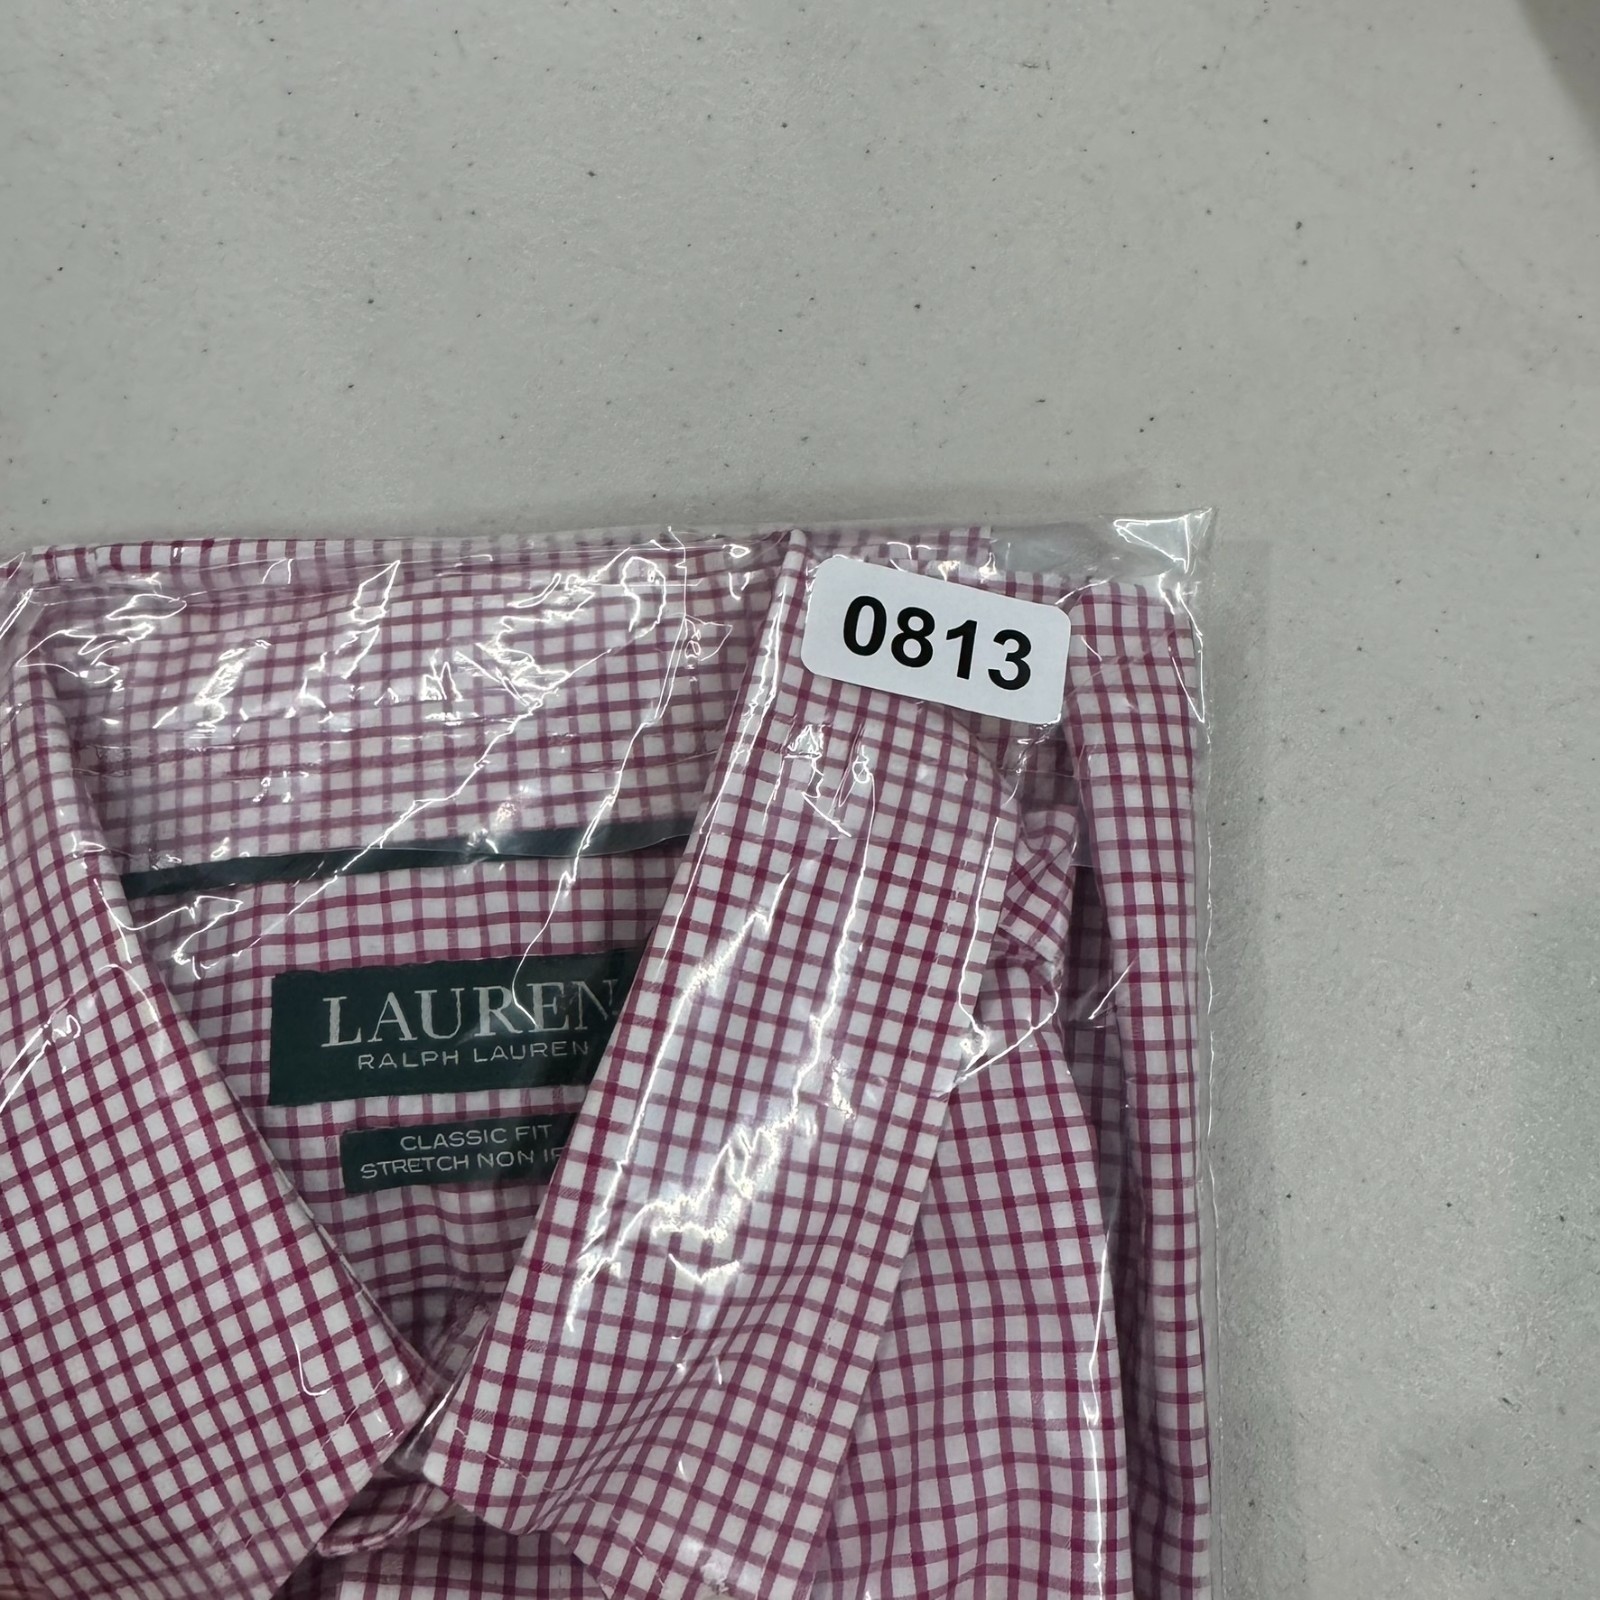 0813
LAUREN
RALPH LAUREN
CLASSIC FIT
STRETCH NON